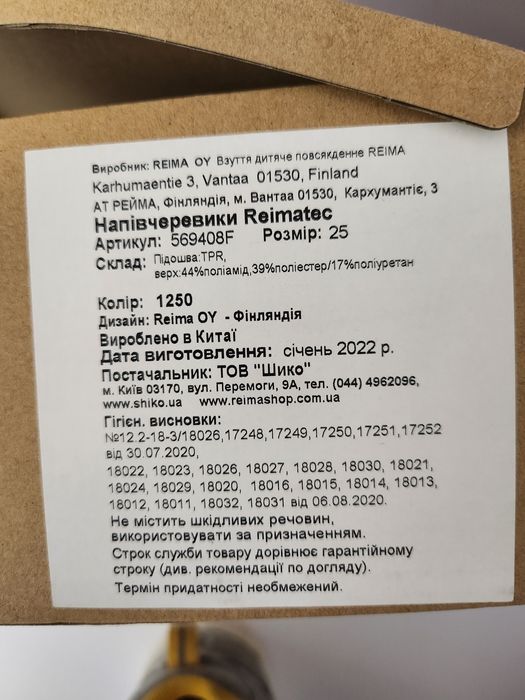 Виробник: REIMA OY Взуття дитяче повсякденне REIMA
Karhumaentie 3, Vantaa 01530, Finland
АТ РЕЙМА, Фінляндія, м. Вантаа 01530, Кархумантіє, 3
Напівчеревики Reimatec
Артикул: 569408F Розмір: 25
Склад: Підошва:TPR,
верх:44%поліамід,39%поліестер/17%поліуретан
Колір: 1250
Дизайн: Reima OY - Фінляндія
Вироблено в Китаї
Дата виготовлення: січень 2022 р.
Постачальник: ТОВ "Шико"
м. Київ 03170, вул. Перемоги, 9А, тел. (044) 4962096,
www.shiko.ua www.reimashop.com.ua
Гігієн. висновки:
№12.2-18-3/18026,17248,17249,17250,17251,17252
від 30.07.2020,
18022, 18023, 18026, 18027, 18028, 18030, 18021,
18024, 18029, 18020, 18016, 18015, 18014, 18013,
18012, 18011, 18032, 18031 від 06.08.2020.
Не містить шкідливих речовин,
використовувати за призначенням.
Строк служби товару дорівнює гарантійному
строку (див. рекомендації по догляду).
Термін придатності необмежений.